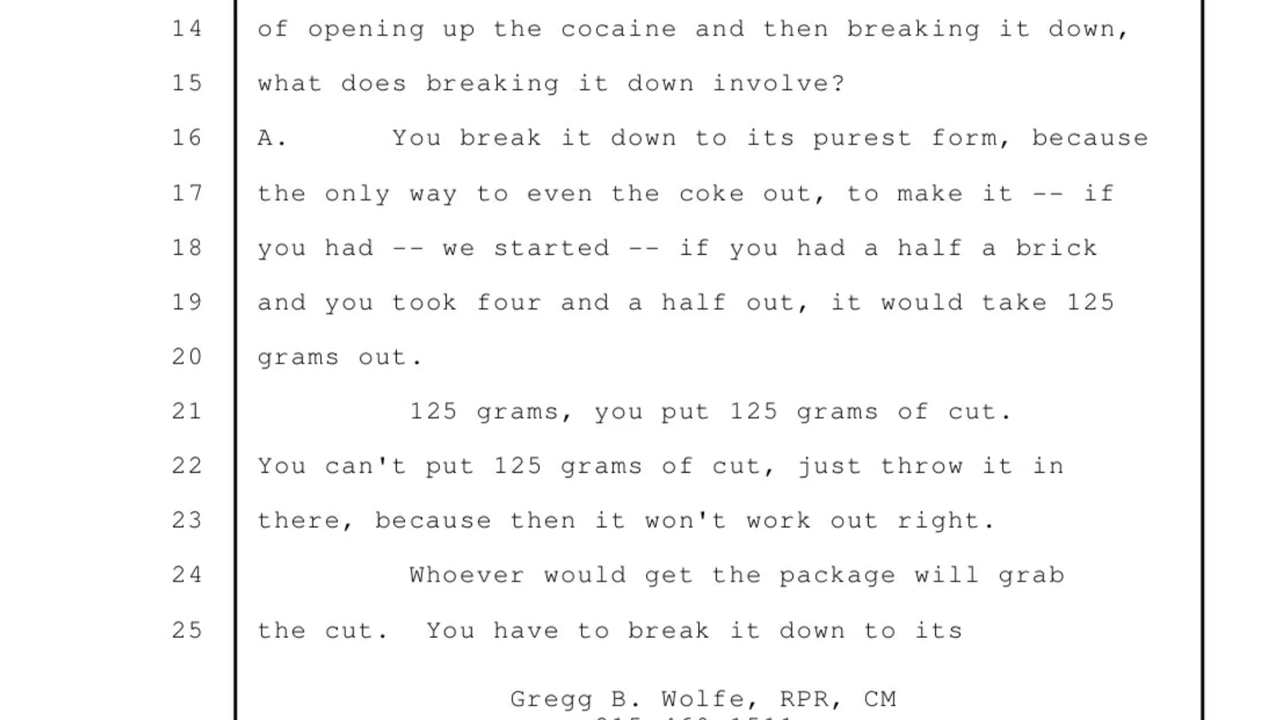 14 of opening up the cocaine and then breaking it down,
15 what does breaking it down involve?
16 A. You break it down to its purest form, because
17 the only way to even the coke out, to make it -- if
18 you had -- we started -- if you had a half a brick
19 and you took four and a half out, it would take 125
20 grams out.
21 125 grams, you put 125 grams of cut.
22 You can't put 125 grams of cut, just throw it in
23 there, because then it won't work out right.
24 Whoever would get the package will grab
25 the cut. You have to break it down to its
Gregg B. Wolfe, RPR, CM